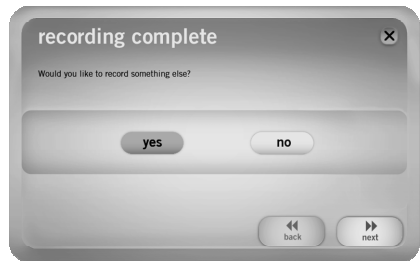 recording complete
Would you like to record something else?
yes no
back next